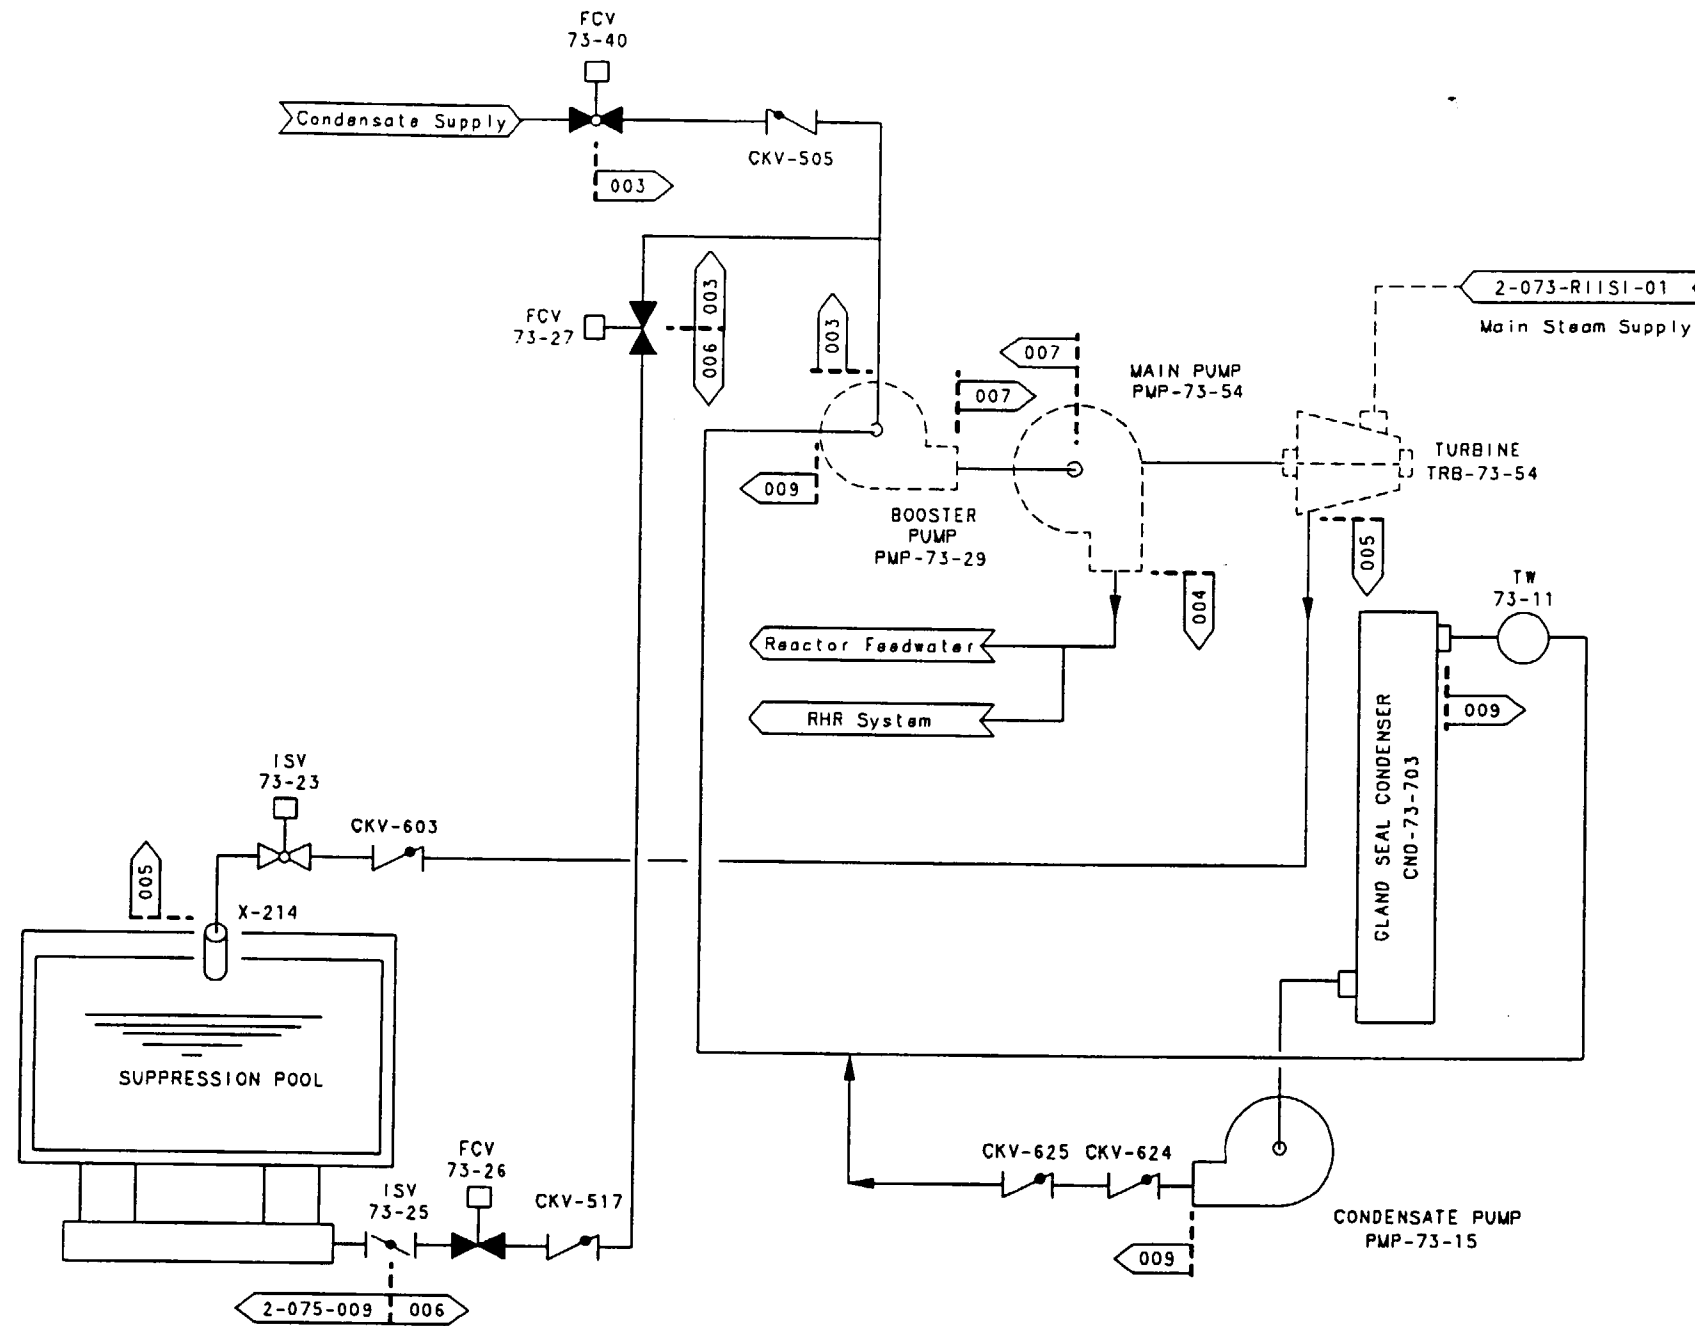 FCV
73-40
Condensate Supply
CKV-505
003
003
006
FCV
73-27
003
007
007
009
MAIN PUMP
PMP-73-54
2-073-R11S1-01
Main Steam Supply
TURBINE
TRB-73-54
BOOSTER
PUMP
PMP-73-29
005
004
TW
73-11
Reactor Feedwater
RHR System
009
GLAND SEAL CONDENSER
CND-73-703
ISV
73-23
CKV-603
005
X-214
SUPPRESSION POOL
FCV
73-26
ISV
73-25
CKV-517
CKV-625
CKV-624
CONDENSATE PUMP
PMP-73-15
009
2-075-009
006